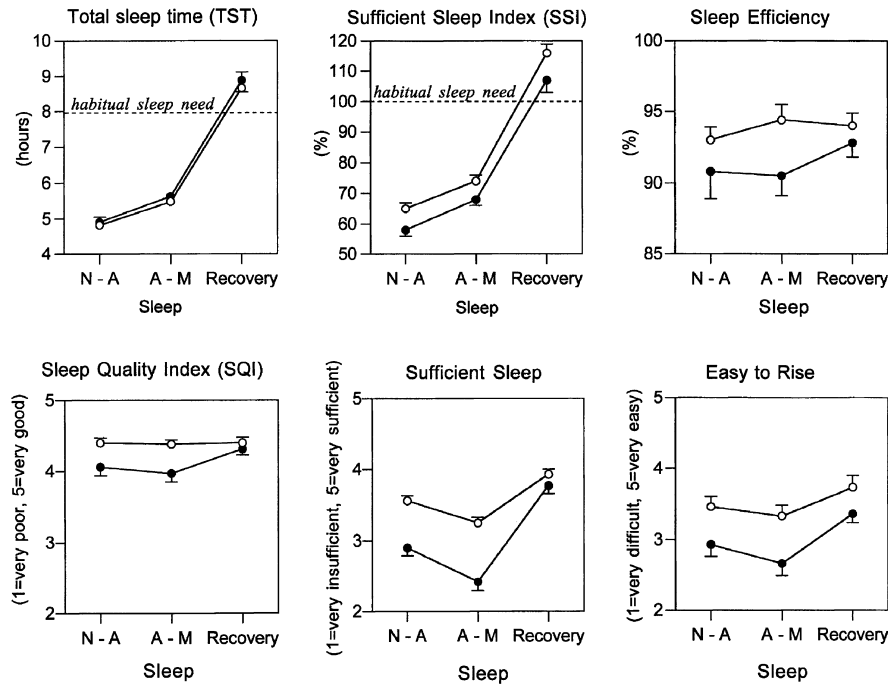 Total sleep time (TST)
10
9
8
7
6
5
4
(hours)
habitual sleep need
N - A
A - M
Recovery
Sleep
Sufficient Sleep Index (SSI)
120
110
100
90
80
70
60
50
(%)
habitual sleep need
N - A
A - M
Recovery
Sleep
Sleep Efficiency
100
95
90
85
(%)
N - A
A - M
Recovery
Sleep
Sleep Quality Index (SQI)
5
4
3
2
(1=very poor, 5=very good)
N - A
A - M
Recovery
Sleep
Sufficient Sleep
5
4
3
2
(1=very insufficient, 5=very sufficient)
N - A
A - M
Recovery
Sleep
Easy to Rise
5
4
3
2
(1=very difficult, 5=very easy)
N - A
A - M
Recovery
Sleep